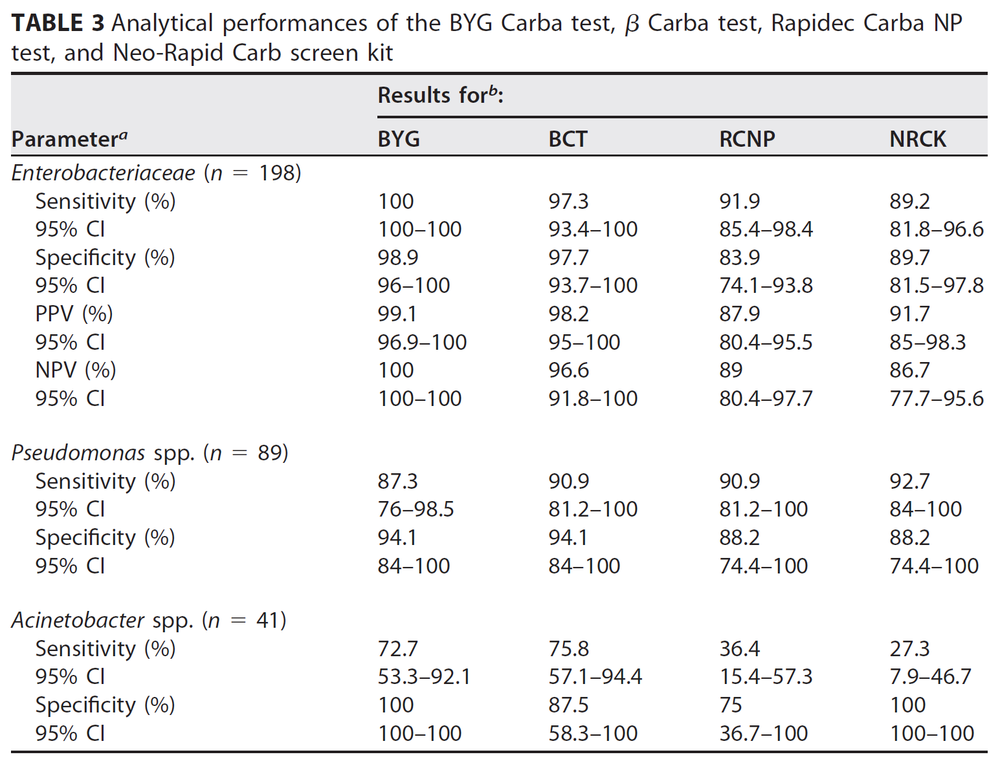 TABLE 3 Analytical performances of the BYG Carba test, β Carba test, Rapidec Carba NP
test, and Neo-Rapid Carb screen kit
Results for^b:
Parameter^a BYG BCT RCNP NRCK
Enterobacteriaceae (n = 198)
Sensitivity (%) 100 97.3 91.9 89.2
95% CI 100–100 93.4–100 85.4–98.4 81.8–96.6
Specificity (%) 98.9 97.7 83.9 89.7
95% CI 96–100 93.7–100 74.1–93.8 81.5–97.8
PPV (%) 99.1 98.2 87.9 91.7
95% CI 96.9–100 95–100 80.4–95.5 85–98.3
NPV (%) 100 96.6 89 86.7
95% CI 100–100 91.8–100 80.4–97.7 77.7–95.6
Pseudomonas spp. (n = 89)
Sensitivity (%) 87.3 90.9 90.9 92.7
95% CI 76–98.5 81.2–100 81.2–100 84–100
Specificity (%) 94.1 94.1 88.2 88.2
95% CI 84–100 84–100 74.4–100 74.4–100
Acinetobacter spp. (n = 41)
Sensitivity (%) 72.7 75.8 36.4 27.3
95% CI 53.3–92.1 57.1–94.4 15.4–57.3 7.9–46.7
Specificity (%) 100 87.5 75 100
95% CI 100–100 58.3–100 36.7–100 100–100